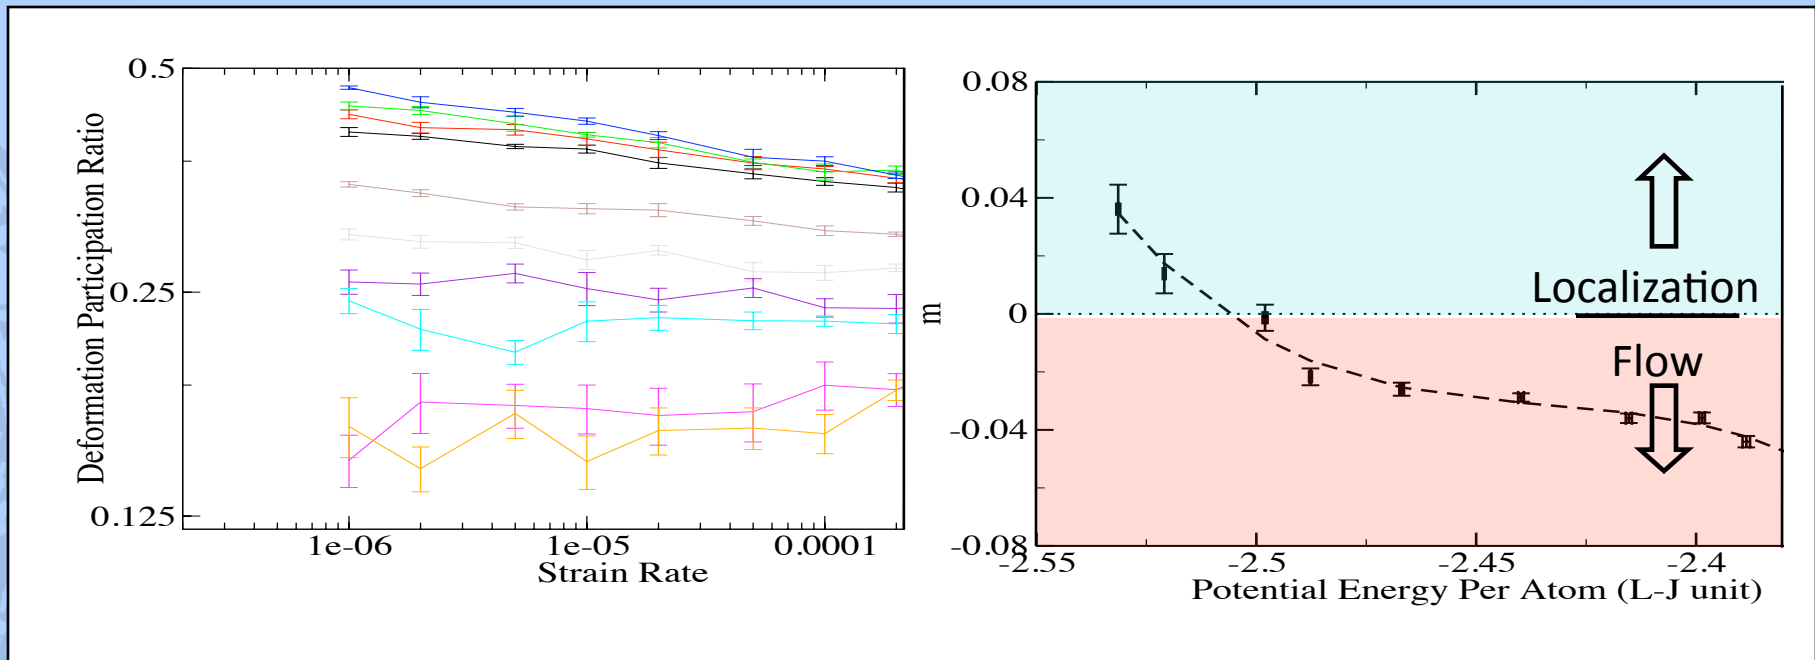 0.5
0.25
0.125
Deformation Participation Ratio
1e-06
1e-05
0.0001
Strain Rate
0.08
0.04
0
-0.04
-0.08
m
Localization
Flow
-2.55
-2.5
-2.45
-2.4
Potential Energy Per Atom (L-J unit)